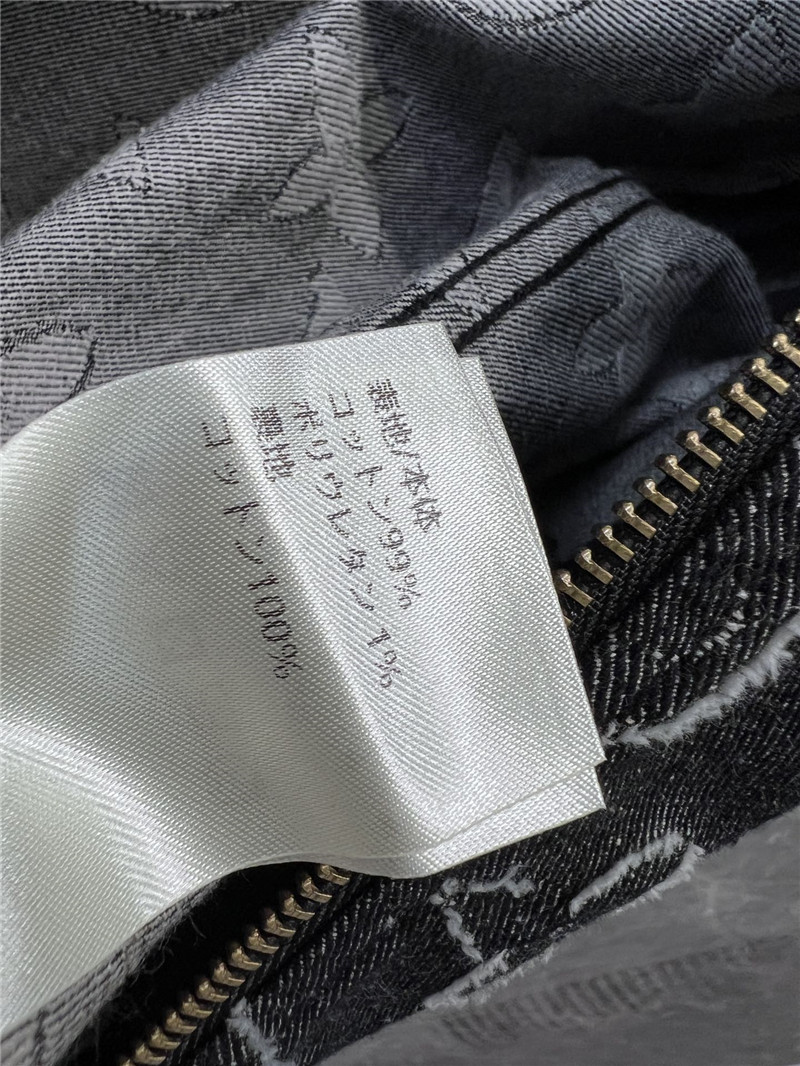 表地/本体
コットン99%
ポリウレタン1%
裏地
コットン100%